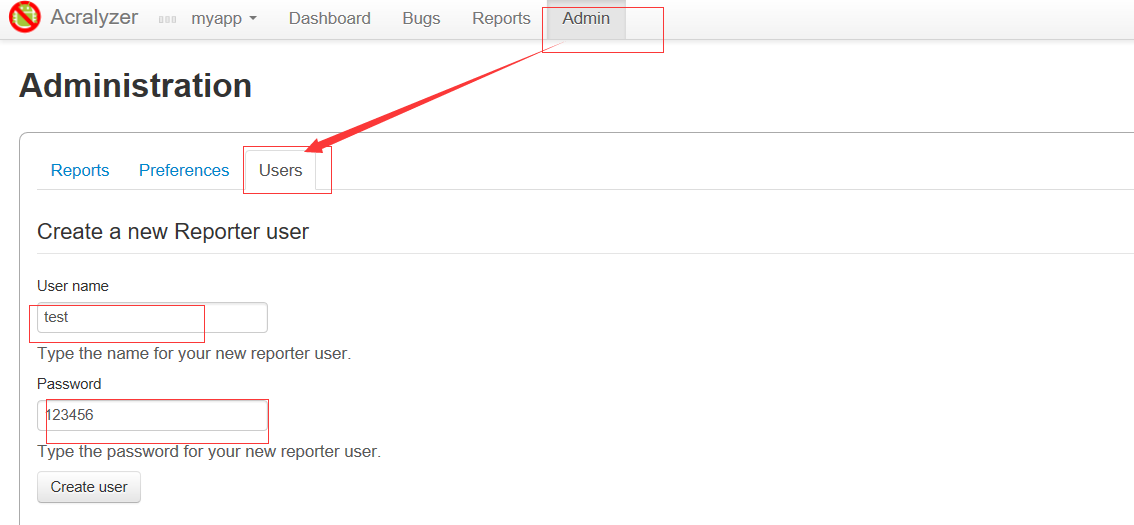 Acralyzer myapp Dashboard Bugs Reports Admin
Administration
Reports Preferences Users
Create a new Reporter user
User name
test
Type the name for your new reporter user.
Password
123456
Type the password for your new reporter user.
Create user